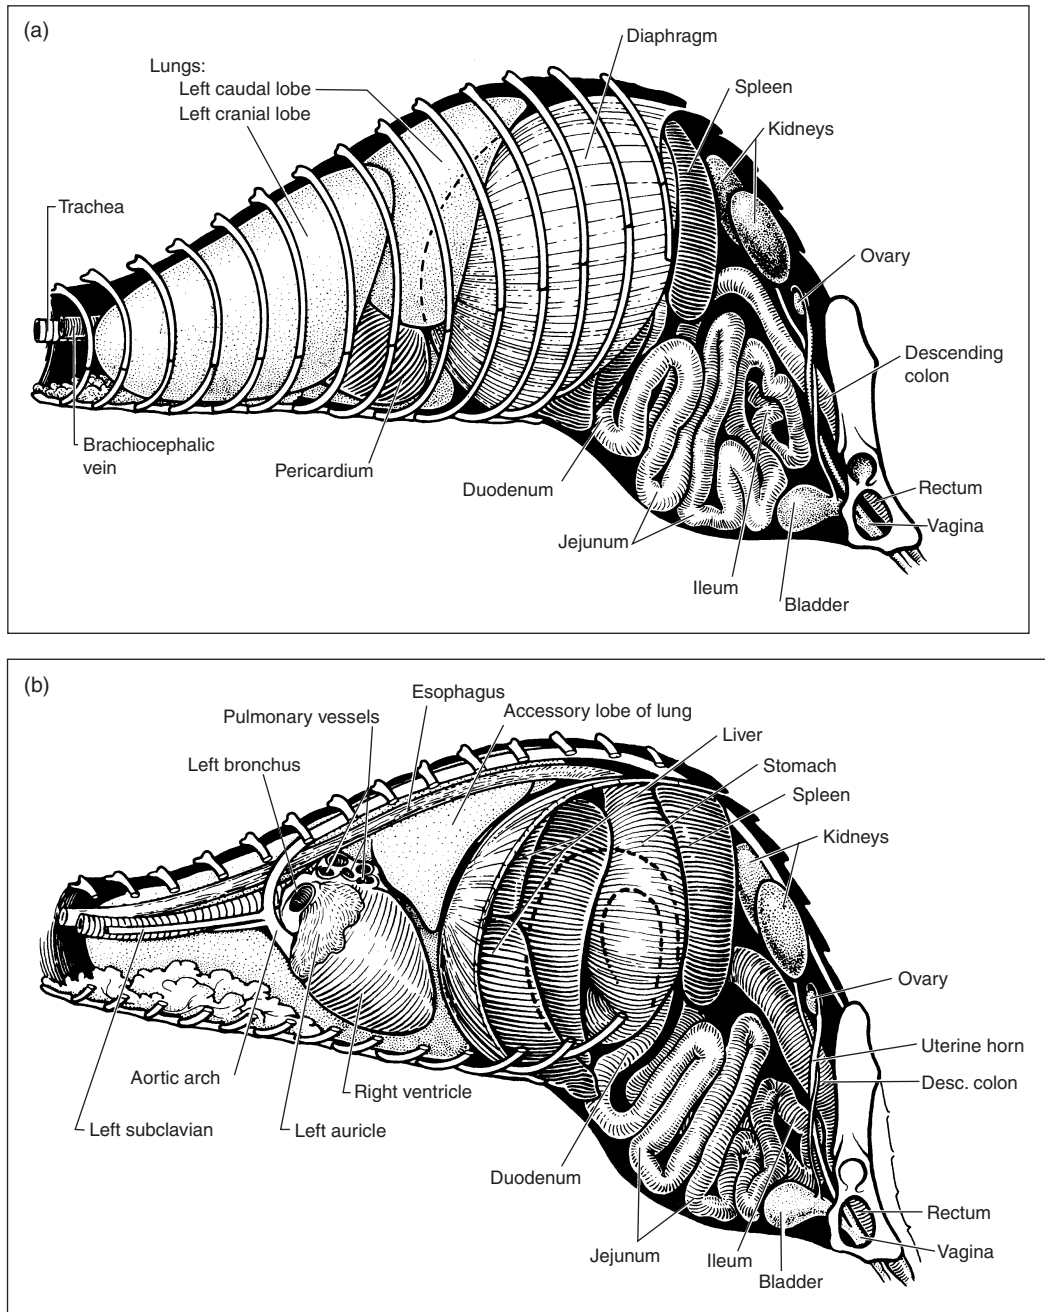 (a)
Diaphragm
Lungs:
Left caudal lobe
Left cranial lobe
Spleen
Kidneys
Trachea
Ovary
Descending
colon
Brachiocephalic
vein
Pericardium
Duodenum
Rectum
Vagina
Jejunum
Ileum
Bladder
(b)
Esophagus
Pulmonary vessels
Accessory lobe of lung
Left bronchus
Liver
Stomach
Spleen
Kidneys
Ovary
Uterine horn
Desc. colon
Aortic arch
Right ventricle
Left subclavian
Left auricle
Duodenum
Rectum
Vagina
Jejunum
Ileum
Bladder